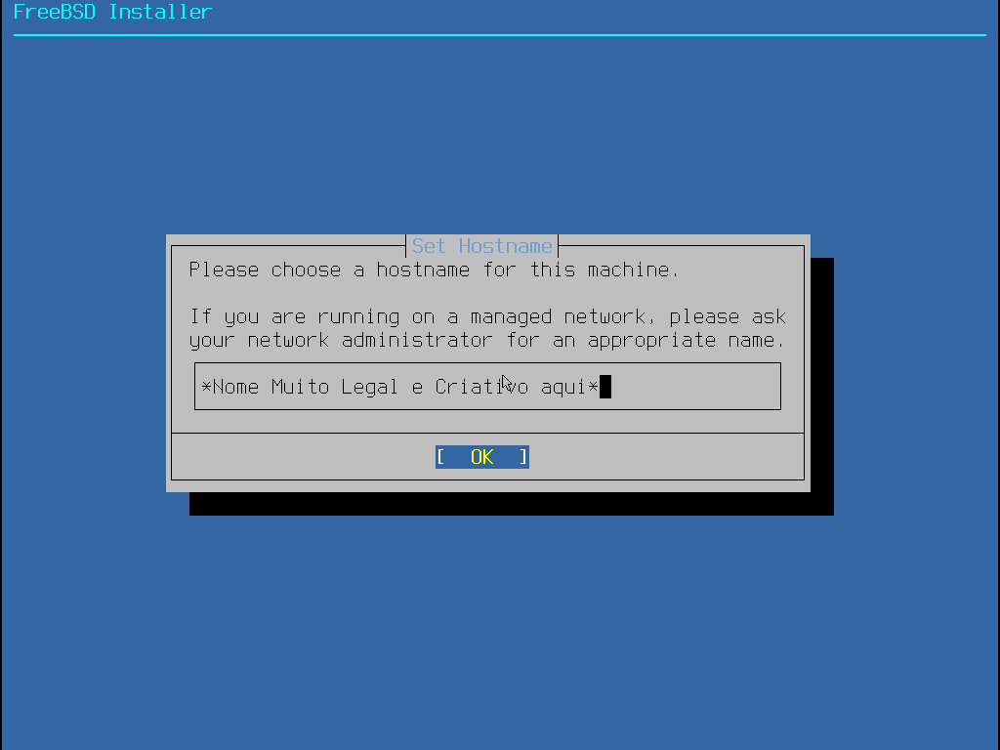 FreeBSD Installer
Set Hostname
Please choose a hostname for this machine.
If you are running on a managed network, please ask
your network administrator for an appropriate name.
*Nome Muito Legal e Criativo aqui*
[ OK ]